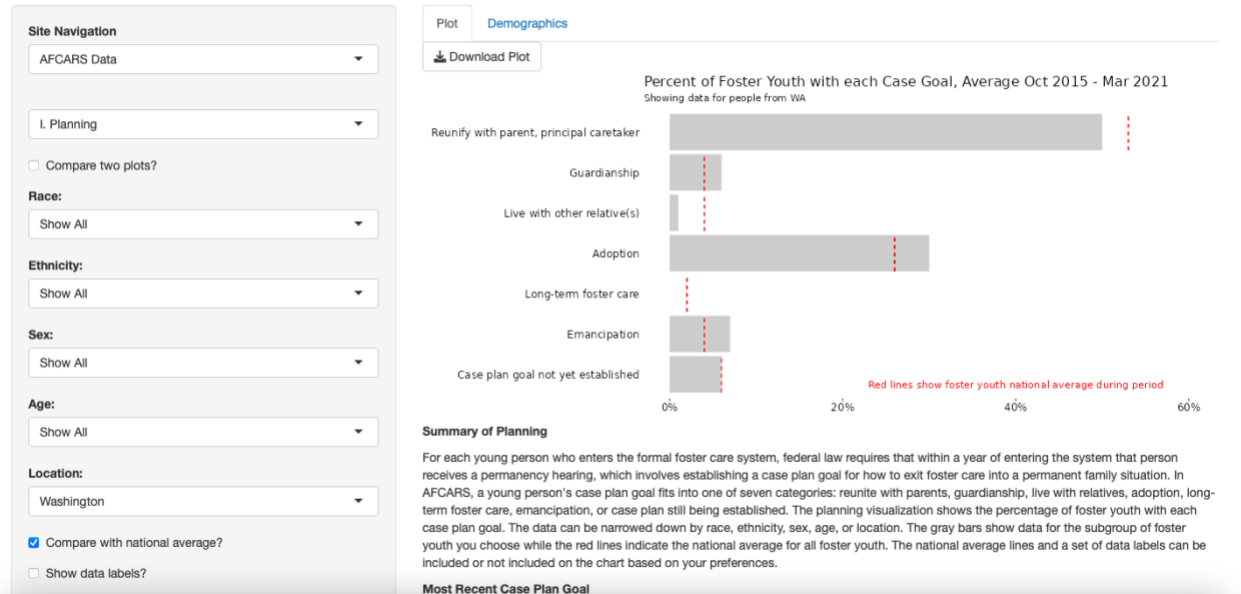 Site Navigation
AFCARS Data
I. Planning
Compare two plots?
Race:
Show All
Ethnicity:
Show All
Sex:
Show All
Age:
Show All
Location:
Washington
Compare with national average?
Show data labels?
Plot
Demographics
Download Plot
Percent of Foster Youth with each Case Goal, Average Oct 2015 - Mar 2021
Showing data for people from WA
Reunify with parent, principal caretaker
Guardianship
Live with other relative(s)
Adoption
Long-term foster care
Emancipation
Case plan goal not yet established
Red lines show foster youth national average during period
0% 20% 40% 60%
Summary of Planning
For each young person who enters the formal foster care system, federal law requires that within a year of entering the system that person
receives a permanency hearing, which involves establishing a case plan goal for how to exit foster care into a permanent family situation. In
AFCARS, a young person's case plan goal fits into one of seven categories: reunite with parents, guardianship, live with relatives, adoption, long-
term foster care, emancipation, or case plan still being established. The planning visualization shows the percentage of foster youth with each
case plan goal. The data can be narrowed down by race, ethnicity, sex, age, or location. The gray bars show data for the subgroup of foster
youth you choose while the red lines indicate the national average for all foster youth. The national average lines and a set of data labels can be
included or not included on the chart based on your preferences.
Most Recent Case Plan Goal